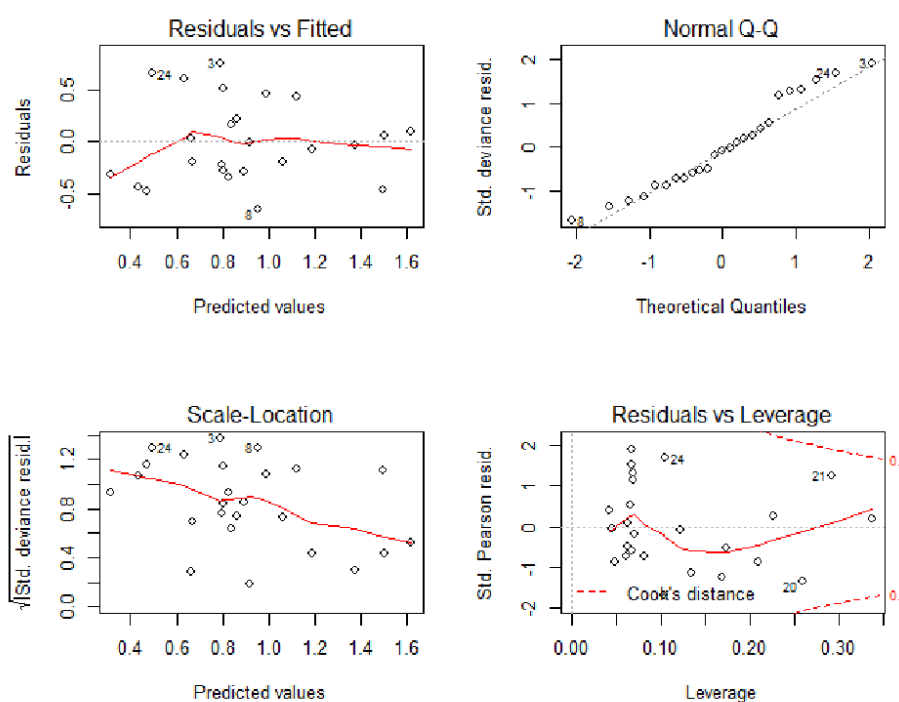 Residuals vs Fitted
Residuals
0.5
0.0
-0.5
24
3
8
0.4 0.6 0.8 1.0 1.2 1.4 1.6
Predicted values
Normal Q-Q
Std. deviance resid.
2
1
0
-1
24
3
8
-2 -1 0 1 2
Theoretical Quantiles
Scale-Location
√|Std. deviance resid.|
1.2
0.8
0.4
0.0
24
3
8
0.4 0.6 0.8 1.0 1.2 1.4 1.6
Predicted values
Residuals vs Leverage
Std. Pearson resid.
2
1
0
-1
-2
24
21
20
Cook's distance
0.
0.
0.00 0.10 0.20 0.30
Leverage